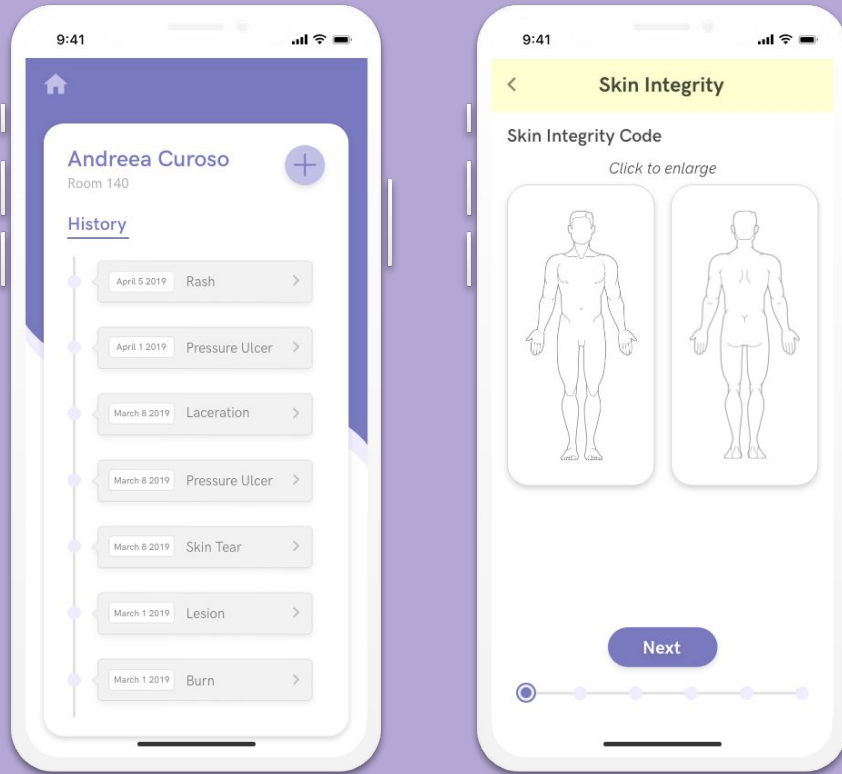 9:41
Andreea Curoso
Room 140
History
April 5 2019 Rash
April 1 2019 Pressure Ulcer
March 8 2019 Laceration
March 8 2019 Pressure Ulcer
March 8 2019 Skin Tear
March 1 2019 Lesion
March 1 2019 Burn
9:41
Skin Integrity
Skin Integrity Code
Click to enlarge
Next